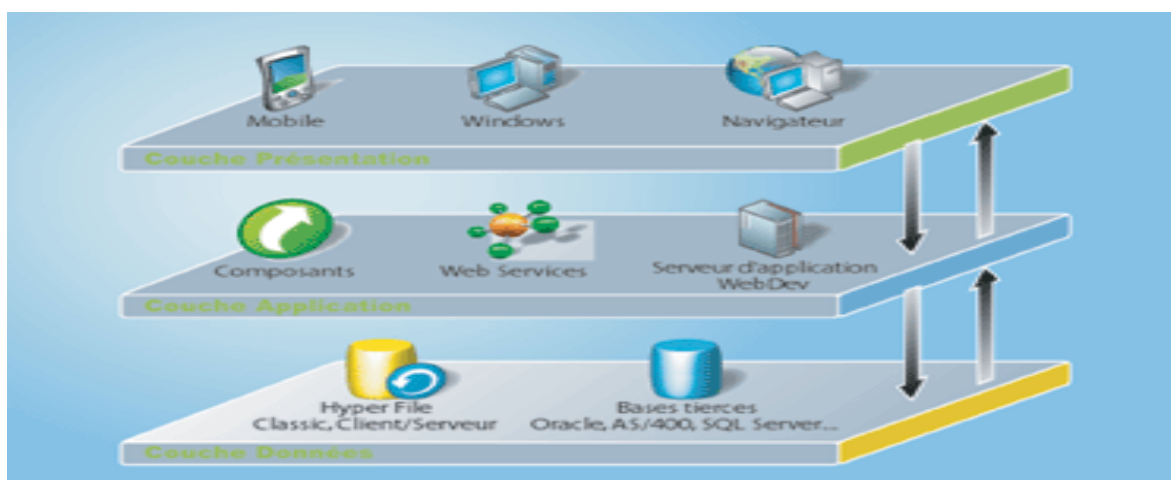 Mobile
Windows
Navigateur
Couche Présentation
Composants
Web Services
Serveur d'application
WebDev
Couche Application
Hyper File
Classic, Client/Serveur
Bases tierces
Oracle, AS/400, SQL Server...
Couche Données